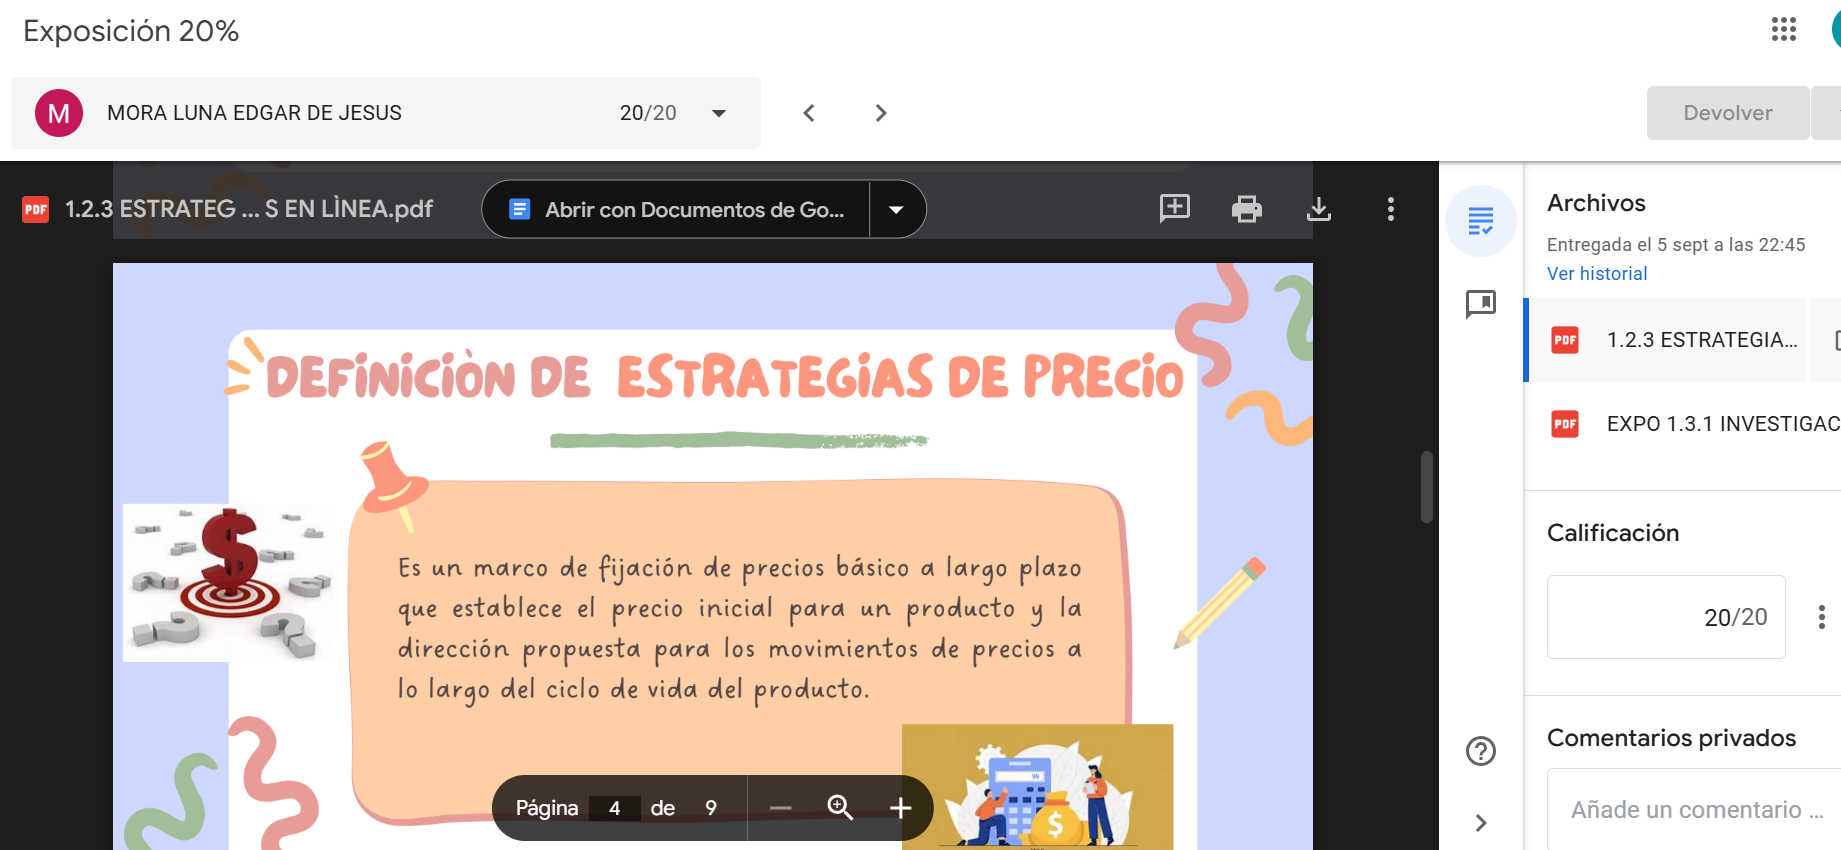 Exposición 20%
M MORA LUNA EDGAR DE JESUS 20/20
Devolver
PDF 1.2.3 ESTRATEG ... S EN LÌNEA.pdf
Abrir con Documentos de Go...
DEFiNiCiÒN DE ESTRATEGiAS DE PRECiO
Es un marco de fijación de precios básico a largo plazo
que establece el precio inicial para un producto y la
dirección propuesta para los movimientos de precios a
lo largo del ciclo de vida del producto.
$
?
99
$
Página 4 de 9
Archivos
Entregada el 5 sept a las 22:45
Ver historial
PDF 1.2.3 ESTRATEGIA...
PDF EXPO 1.3.1 INVESTIGAC
Calificación
20/20
Comentarios privados
Añade un comentario ...